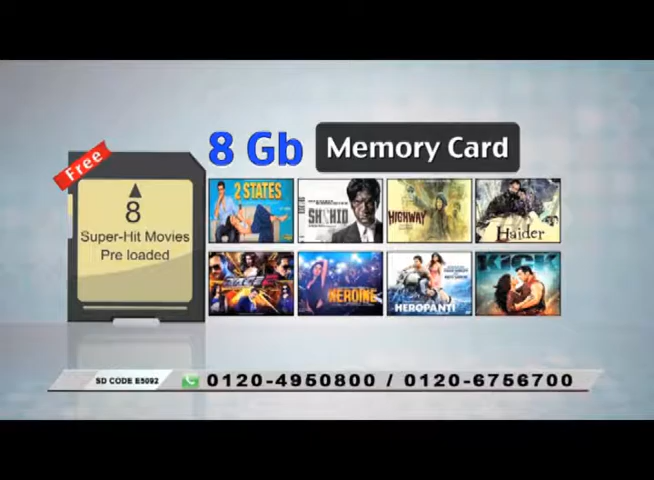 8 Gb Memory Card
Free
8
Super-Hit Movies
Pre loaded
2 STATES
SHAHID
HIGHWAY
Haider
HEROINE
HEROPANTI
KICK
SD CODE E5092
0120-4950800 / 0120-6756700